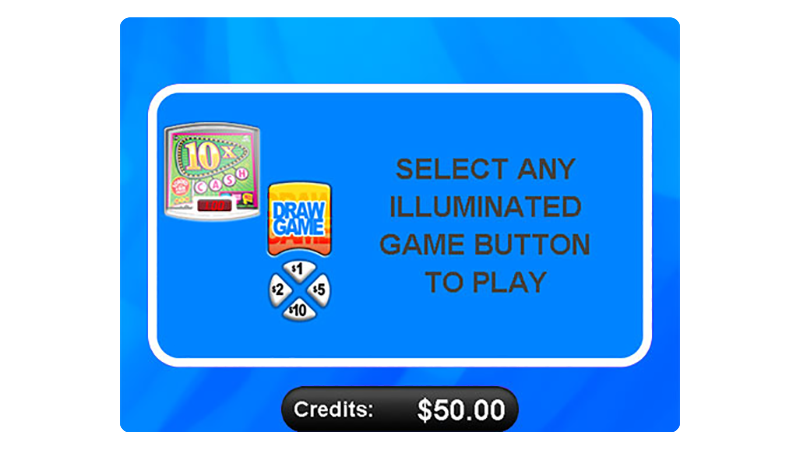 10X
CASH
DRAW
GAME
$1
$2
$5
$10
SELECT ANY
ILLUMINATED
GAME BUTTON
TO PLAY
Credits: $50.00